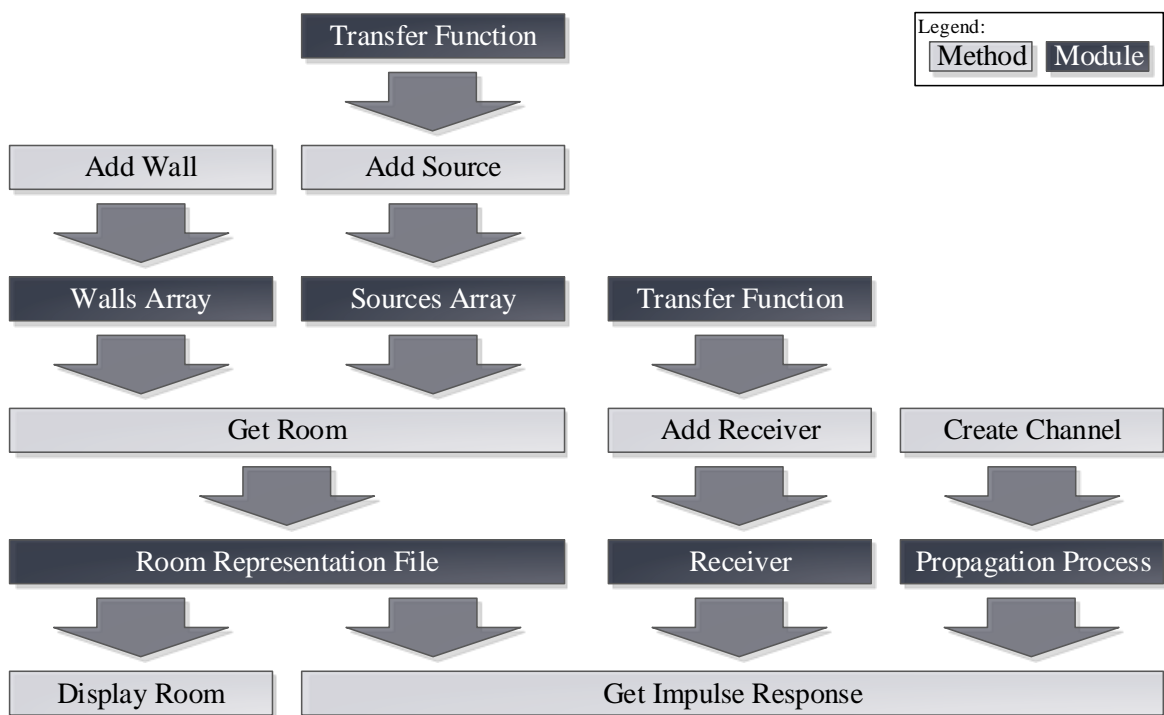 Transfer Function
Legend:
Method Module
Add Wall Add Source
Walls Array Sources Array Transfer Function
Get Room Add Receiver Create Channel
Room Representation File Receiver Propagation Process
Display Room Get Impulse Response